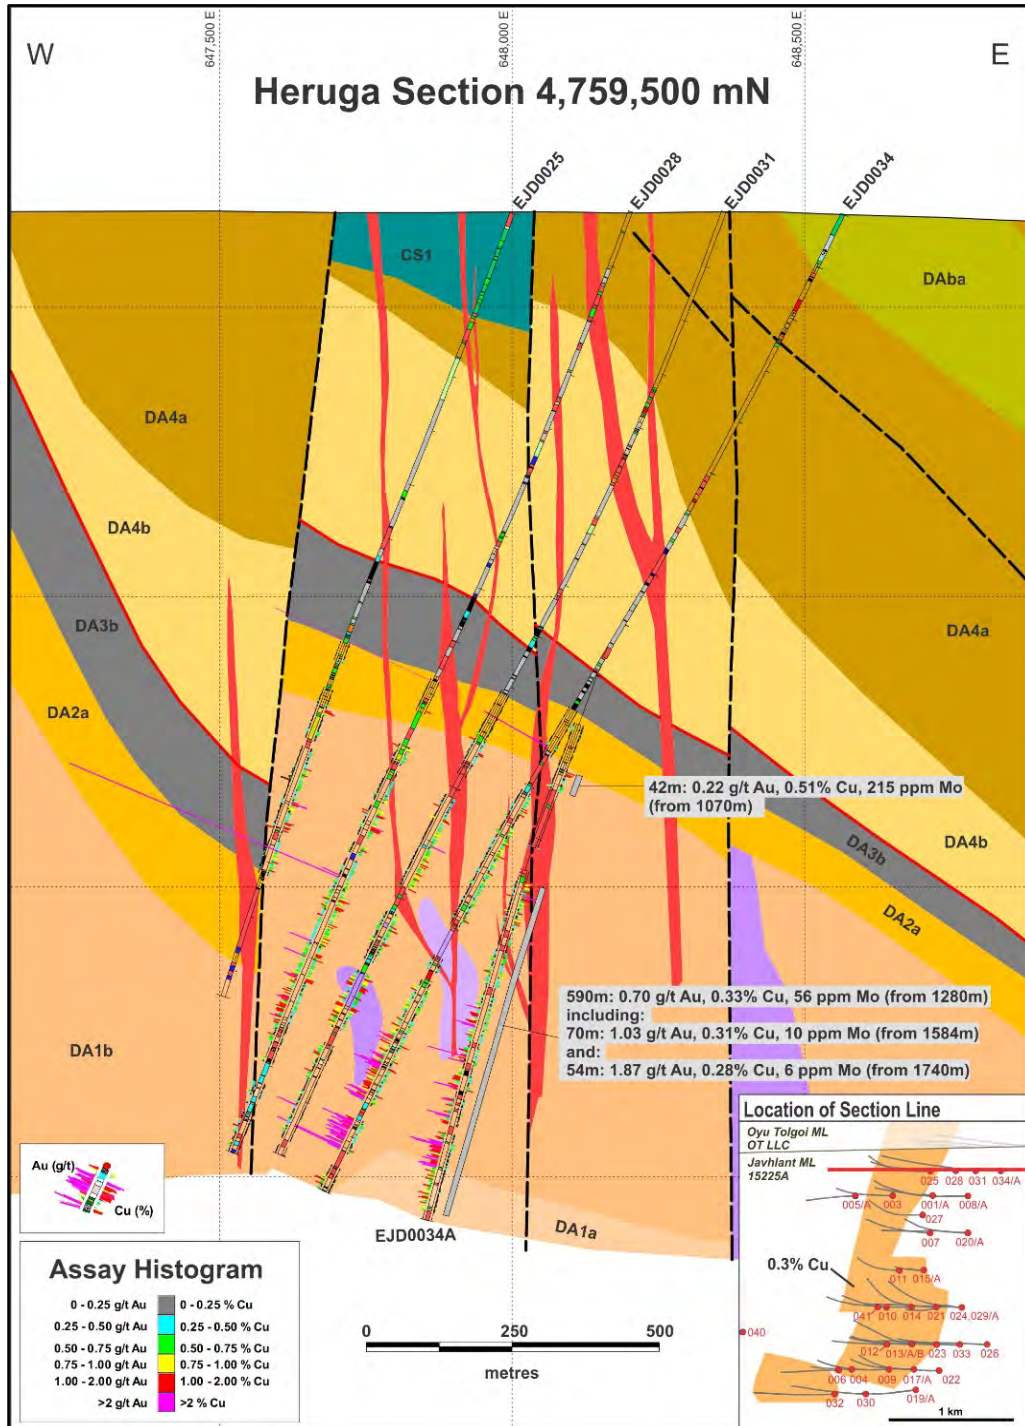 W
647,500 E
648,000 E
648,500 E
E
Heruga Section 4,759,500 mN
EJD0025
EJD0028
EJD0031
EJD0034
CS1
DAba
DA4a
DA4b
DA3b
DA2a
DA4a
42m: 0.22 g/t Au, 0.51% Cu, 215 ppm Mo
(from 1070m)
DA3b
DA4b
DA2a
590m: 0.70 g/t Au, 0.33% Cu, 56 ppm Mo (from 1280m)
including:
70m: 1.03 g/t Au, 0.31% Cu, 10 ppm Mo (from 1584m)
and:
54m: 1.87 g/t Au, 0.28% Cu, 6 ppm Mo (from 1740m)
DA1b
EJD0034A
DA1a
Au (g/t)
Cu (%)
Assay Histogram
0 - 0.25 g/t Au 0 - 0.25 % Cu
0.25 - 0.50 g/t Au 0.25 - 0.50 % Cu
0.50 - 0.75 g/t Au 0.50 - 0.75 % Cu
0.75 - 1.00 g/t Au 0.75 - 1.00 % Cu
1.00 - 2.00 g/t Au 1.00 - 2.00 % Cu
>2 g/t Au >2 % Cu
0 250 500
metres
Location of Section Line
Oyu Tolgoi ML
OT LLC
Javhlant ML
15225A
025 028 031 034/A
005/A 003 001/A 008/A
027
007 020/A
0.3% Cu
011 015/A
041 010 014 021 024,029/A
040
012 013/A/B 023 033 026
006 004 009 017/A 022
032 030 019/A
1 km